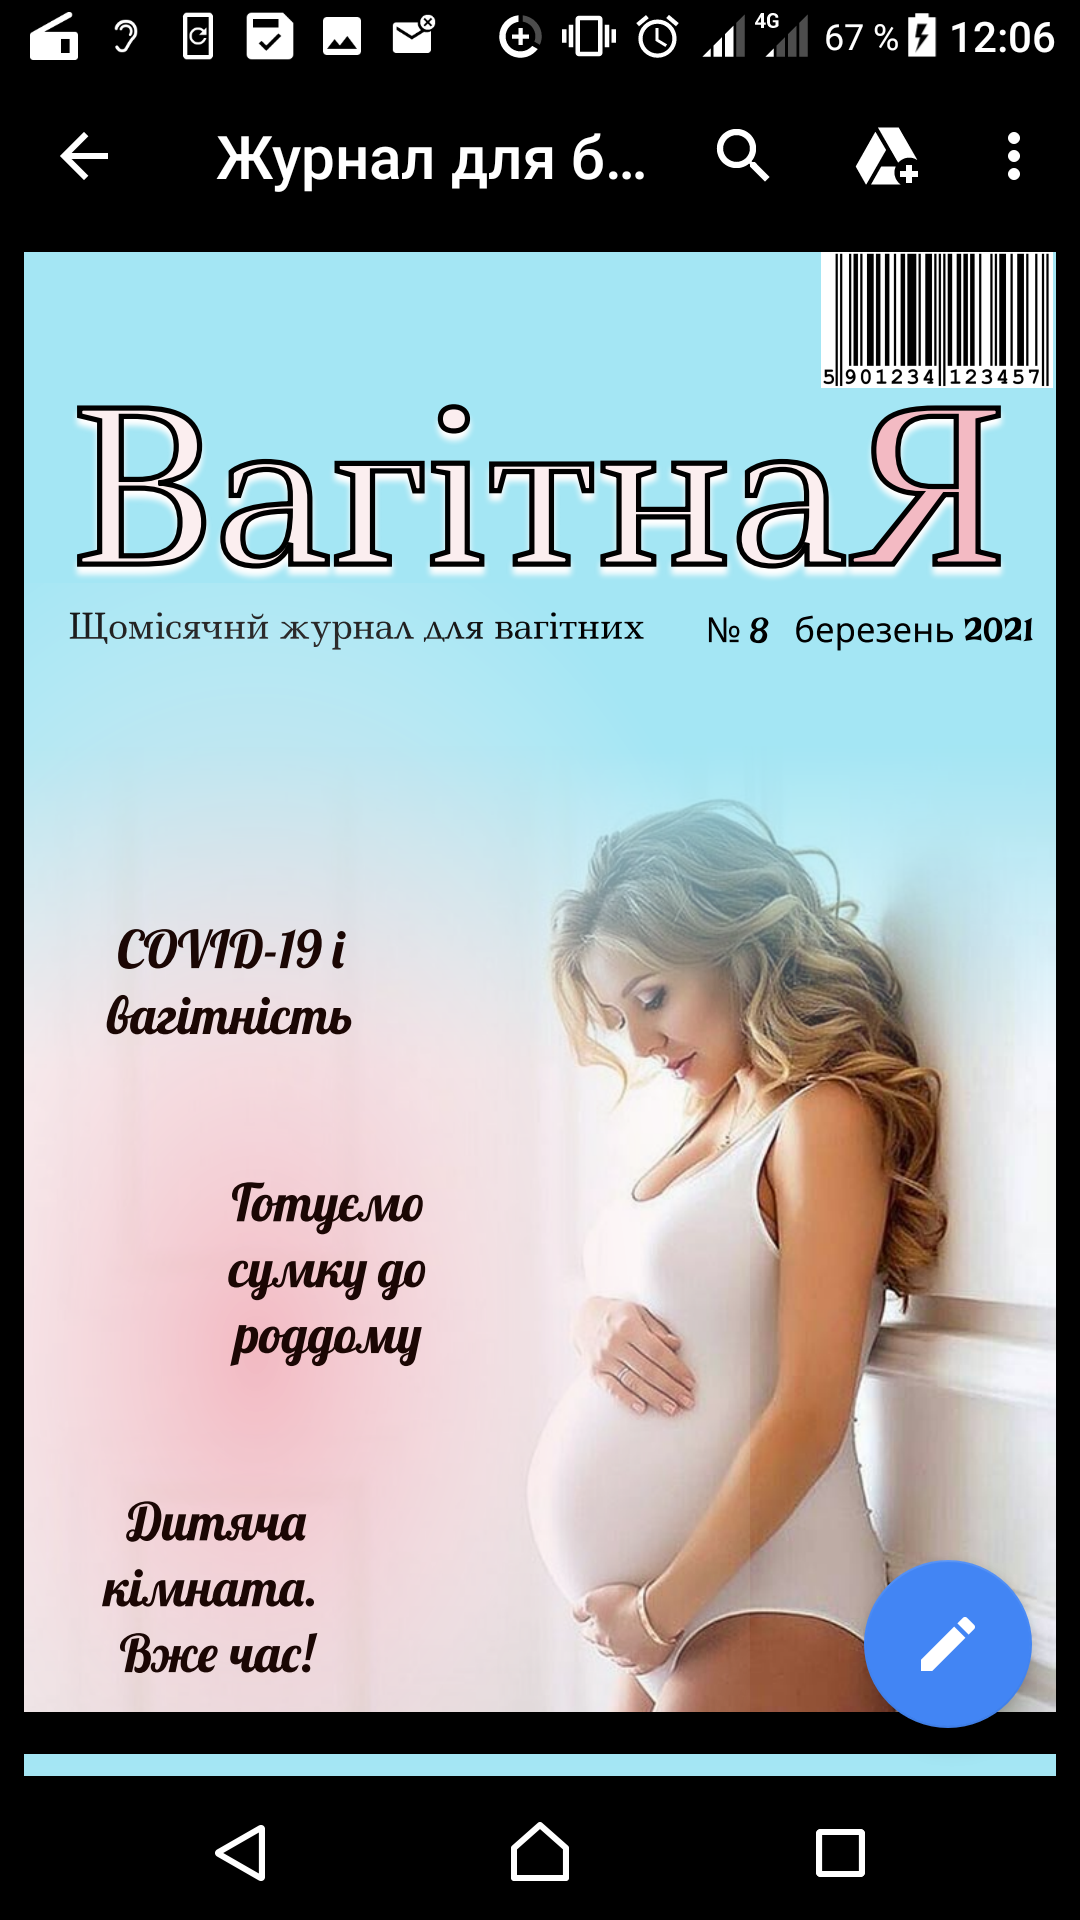 4G
67 %
12:06
Журнал для б...
5 901234 123457
ВагітнаЯ
Щомісячнй журнал для вагітних
№ 8 березень 2021
COVID-19 і
вагітність
Готуємо
сумку до
роддому
Дитяча
кімната.
Вже час!